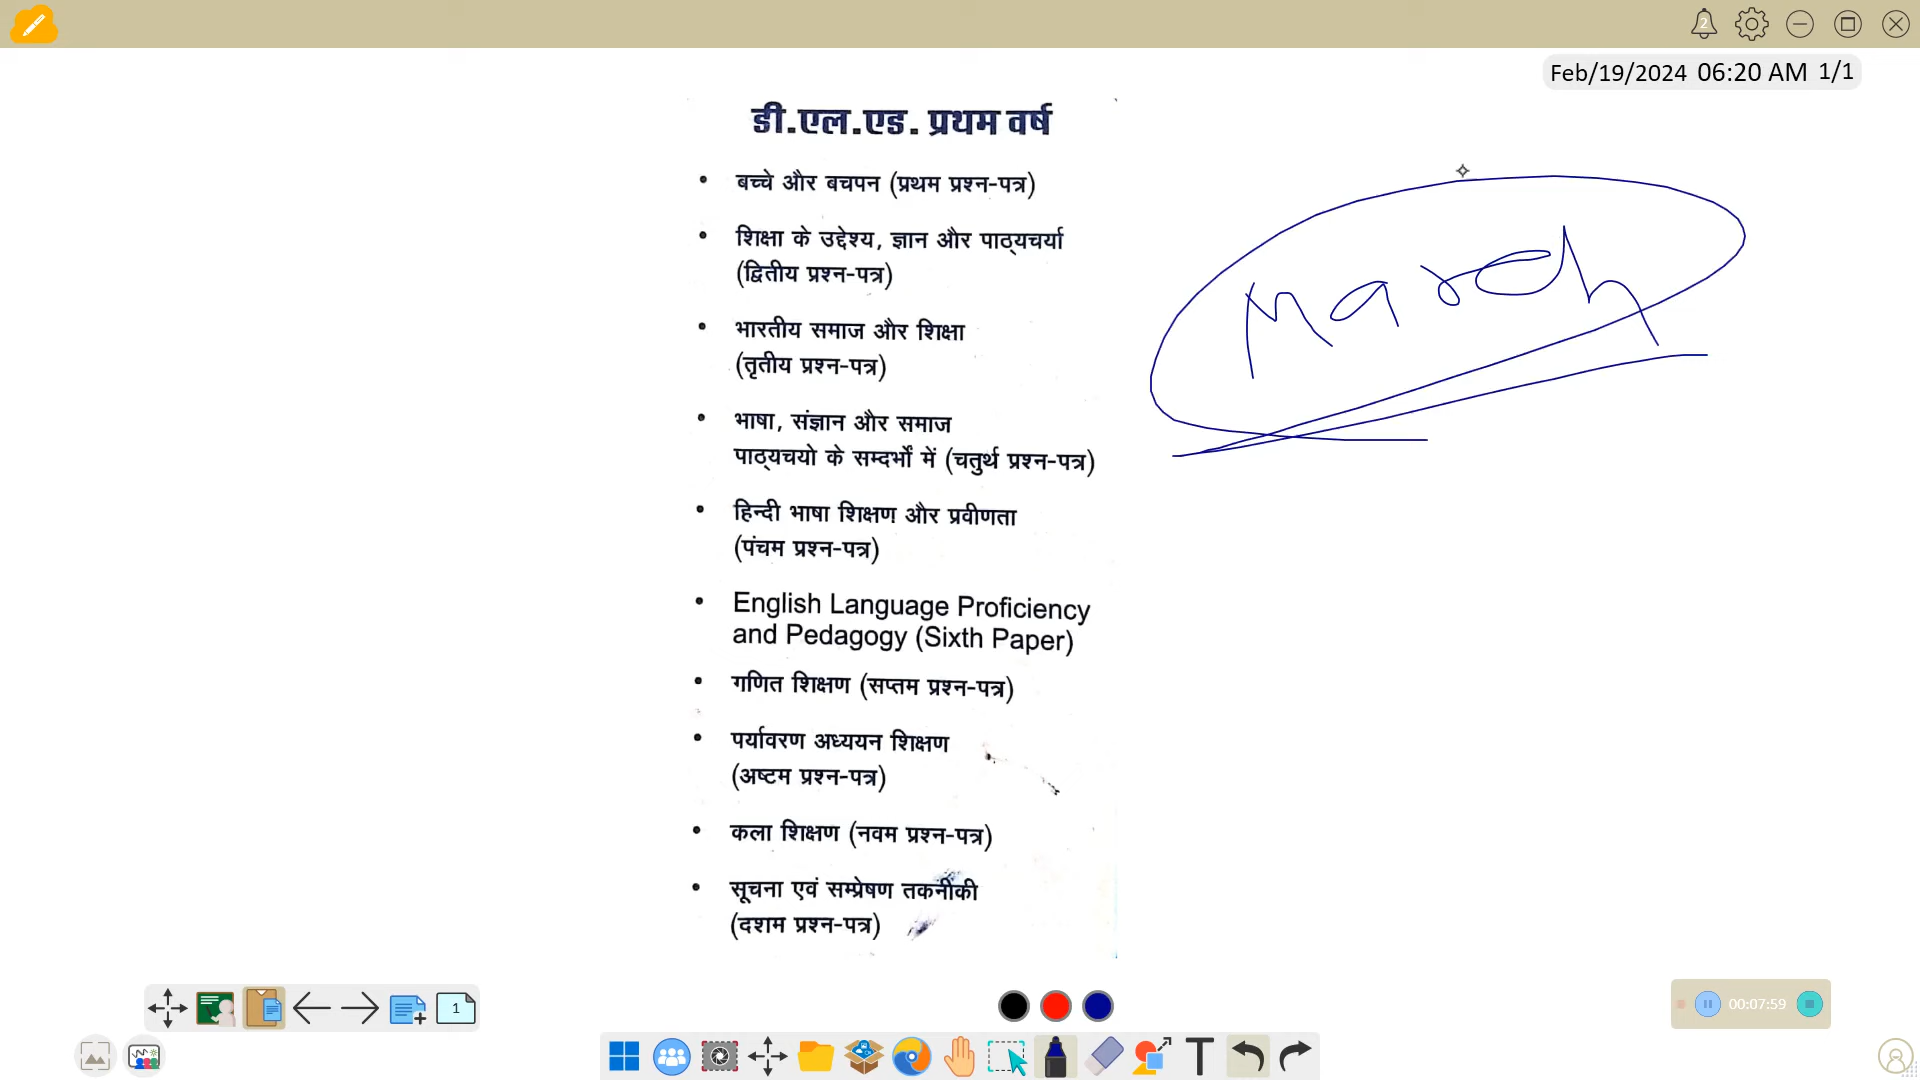 2
Feb/19/2024 06:20 AM 1/1
डी.एल.एड. प्रथम वर्ष
• बच्चे और बचपन (प्रथम प्रश्न-पत्र)
• शिक्षा के उद्देश्य, ज्ञान और पाठ्यचर्या
(द्वितीय प्रश्न-पत्र)
• भारतीय समाज और शिक्षा
(तृतीय प्रश्न-पत्र)
• भाषा, संज्ञान और समाज
पाठ्यचयो के सम्दर्भों में (चतुर्थ प्रश्न-पत्र)
• हिन्दी भाषा शिक्षण और प्रवीणता
(पंचम प्रश्न-पत्र)
• English Language Proficiency
and Pedagogy (Sixth Paper)
• गणित शिक्षण (सप्तम प्रश्न-पत्र)
• पर्यावरण अध्ययन शिक्षण
(अष्टम प्रश्न-पत्र)
• कला शिक्षण (नवम प्रश्न-पत्र)
• सूचना एवं सम्प्रेषण तकनीकी
(दशम प्रश्न-पत्र)
March
1
00:07:59
T